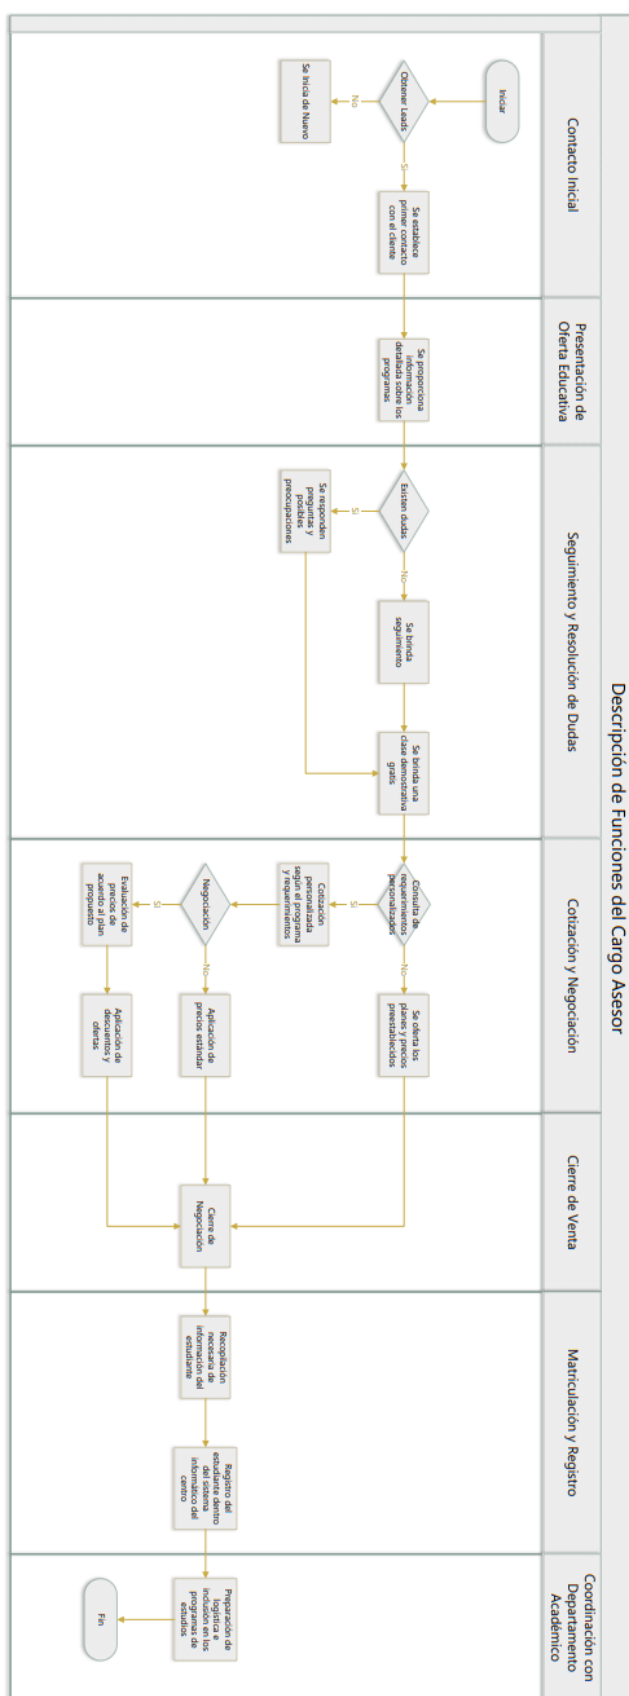 Descripción de Funciones del Cargo Asesor
Contacto Inicial
Iniciar
Obtener Leads
No
Se Inicia de Nuevo
Si
Se establece
primer contacto
con el cliente
Presentación de
Oferta Educativa
Se proporciona
información
detallada sobre los
programas
Seguimiento y Resolución de Dudas
Existen dudas
Si
Se responden
preguntas y
posibles
preocupaciones
No
Se brinda
seguimiento
Se brinda una
clase demostrativa
gratis
Cotización y Negociación
Consulta de
requerimientos
personalizados
Si
Cotización
personalizada
según el programa
y requerimientos
No
Se oferta los
planes y precios
preestablecidos
Negociación
Si
Evaluación de
precios de
acuerdo al plan
propuesto
No
Aplicación de
precios estándar
Aplicación de
descuentos y
ofertas
Cierre de Venta
Cierre de
Negociación
Matriculación y Registro
Recopilación
necesaria de
información del
estudiante
Registro del
estudiante dentro
del sistema
informático del
centro
Coordinación con
Departamento
Académico
Preparación de
logística e
inclusión en los
programas de
estudios
Fin